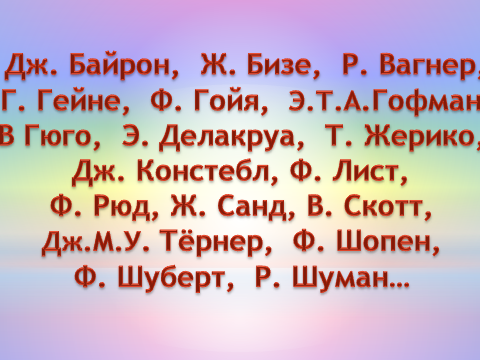 Дж. Байрон, Ж. Бизе, Р. Вагнер,
Г. Гейне, Ф. Гойя, Э.Т.А.Гофман
В Гюго, Э. Делакруа, Т. Жерико,
Дж. Констебл, Ф. Лист,
Ф. Рюд, Ж. Санд, В. Скотт,
Дж.М.У. Тёрнер, Ф. Шопен,
Ф. Шуберт, Р. Шуман…